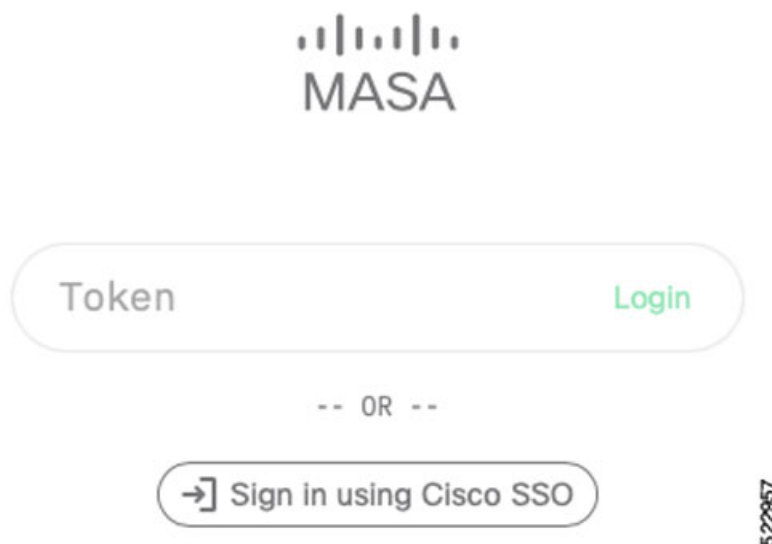 MASA
Token Login
-- OR --
Sign in using Cisco SSO
522957